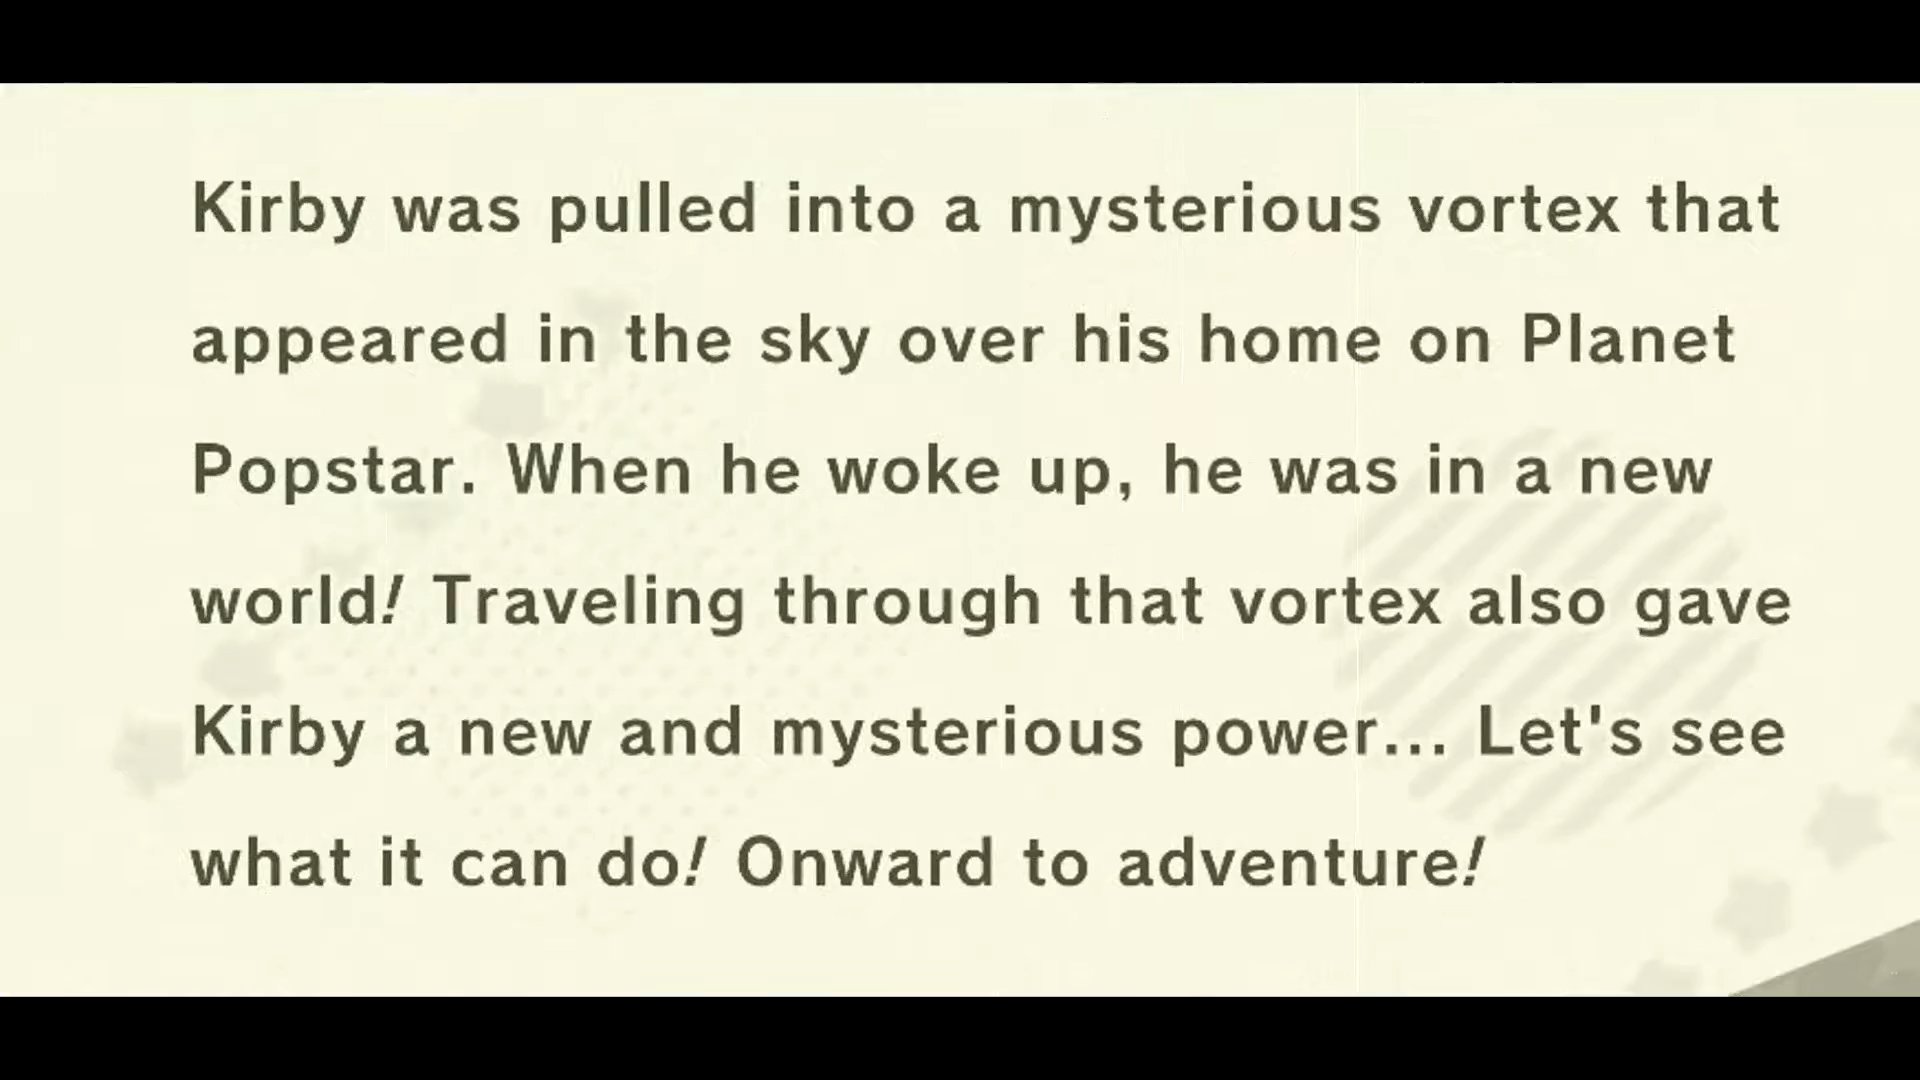 Kirby was pulled into a mysterious vortex that
appeared in the sky over his home on Planet
Popstar. When he woke up, he was in a new
world! Traveling through that vortex also gave
Kirby a new and mysterious power... Let's see
what it can do! Onward to adventure!